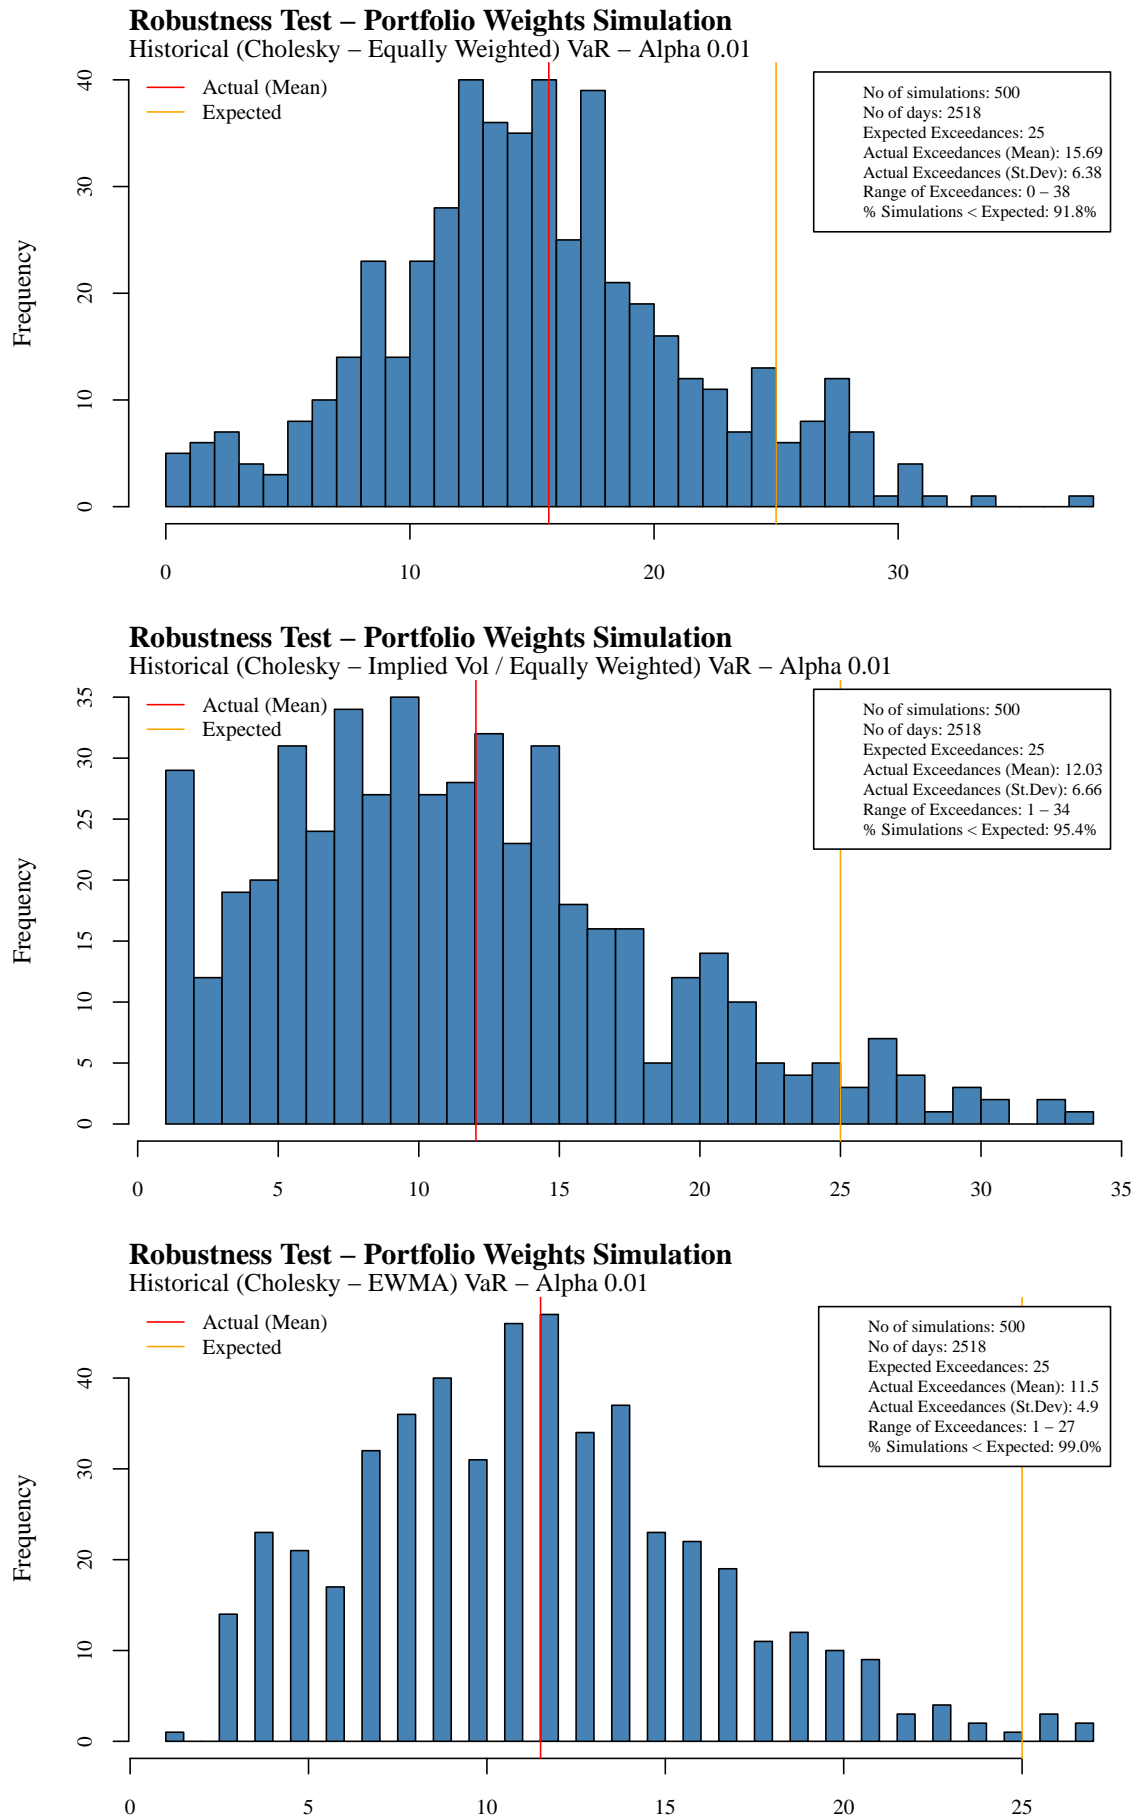 Robustness Test – Portfolio Weights Simulation
Historical (Cholesky – Equally Weighted) VaR – Alpha 0.01
Actual (Mean)
Expected
No of simulations: 500
No of days: 2518
Expected Exceedances: 25
Actual Exceedances (Mean): 15.69
Actual Exceedances (St.Dev): 6.38
Range of Exceedances: 0 – 38
% Simulations < Expected: 91.8%
Frequency
40
30
20
10
0
0 10 20 30
Robustness Test – Portfolio Weights Simulation
Historical (Cholesky – Implied Vol / Equally Weighted) VaR – Alpha 0.01
Actual (Mean)
Expected
No of simulations: 500
No of days: 2518
Expected Exceedances: 25
Actual Exceedances (Mean): 12.03
Actual Exceedances (St.Dev): 6.66
Range of Exceedances: 1 – 34
% Simulations < Expected: 95.4%
Frequency
35
30
25
20
15
10
5
0
0 5 10 15 20 25 30 35
Robustness Test – Portfolio Weights Simulation
Historical (Cholesky – EWMA) VaR – Alpha 0.01
Actual (Mean)
Expected
No of simulations: 500
No of days: 2518
Expected Exceedances: 25
Actual Exceedances (Mean): 11.5
Actual Exceedances (St.Dev): 4.9
Range of Exceedances: 1 – 27
% Simulations < Expected: 99.0%
Frequency
40
30
20
10
0
0 5 10 15 20 25